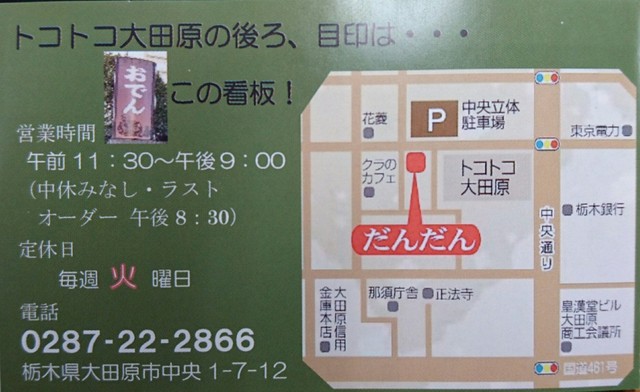 トコトコ大田原の後ろ、目印は・・・
おでん
この看板！
営業時間
午前11：30〜午後9：00
（中休みなし・ラスト
オーダー 午後8：30）
定休日
毎週 火 曜日
電話
0287-22-2866
栃木県大田原市中央 1-7-12
花菱
P
中央立体
駐車場
東京電力
クラの
カフェ
トコトコ
大田原
栃木銀行
中央通り
だんだん
大田原信用
金庫本店
那須庁舎
正法寺
皇漢堂ビル
大田原
商工会議所
国道461号